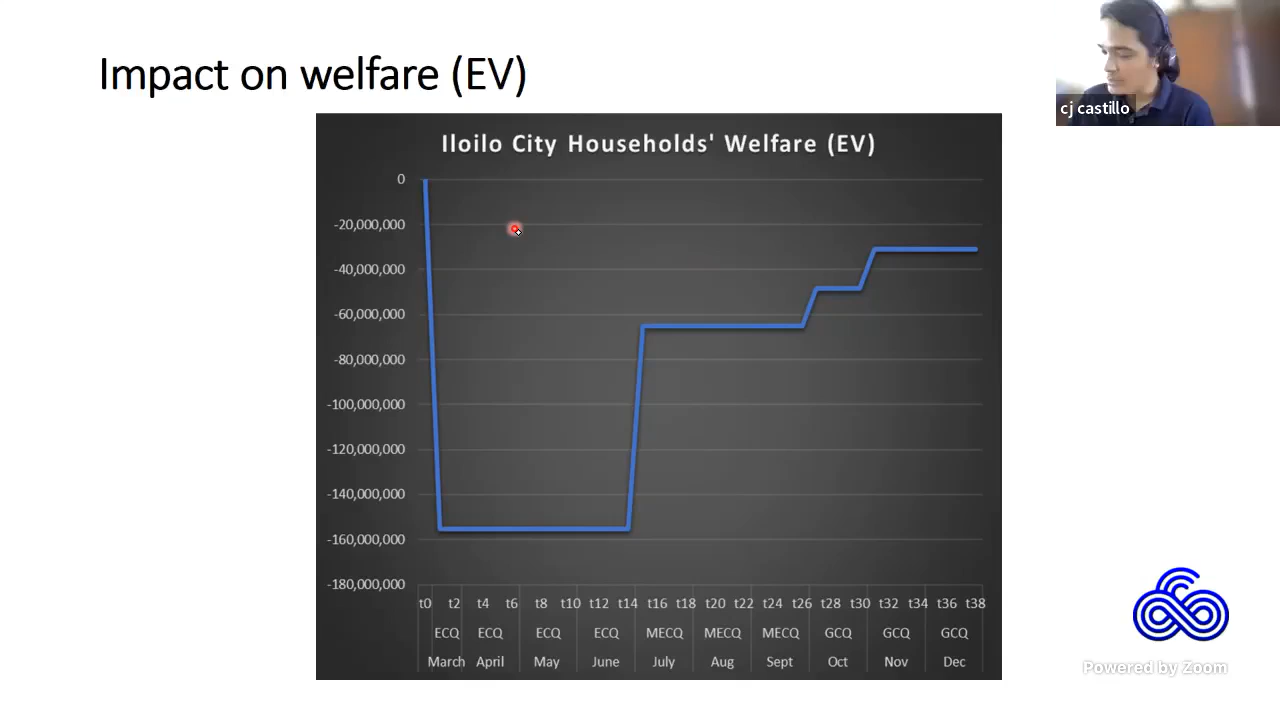 Impact on welfare (EV)
cj castillo
Iloilo City Households' Welfare (EV)
0
-20,000,000
-40,000,000
-60,000,000
-80,000,000
-100,000,000
-120,000,000
-140,000,000
-160,000,000
-180,000,000
t0 t2 t4 t6 t8 t10 t12 t14 t16 t18 t20 t22 t24 t26 t28 t30 t32 t34 t36 t38
ECQ ECQ ECQ ECQ MECQ MECQ MECQ GCQ GCQ GCQ
March April May June July Aug Sept Oct Nov Dec
Powered by Zoom